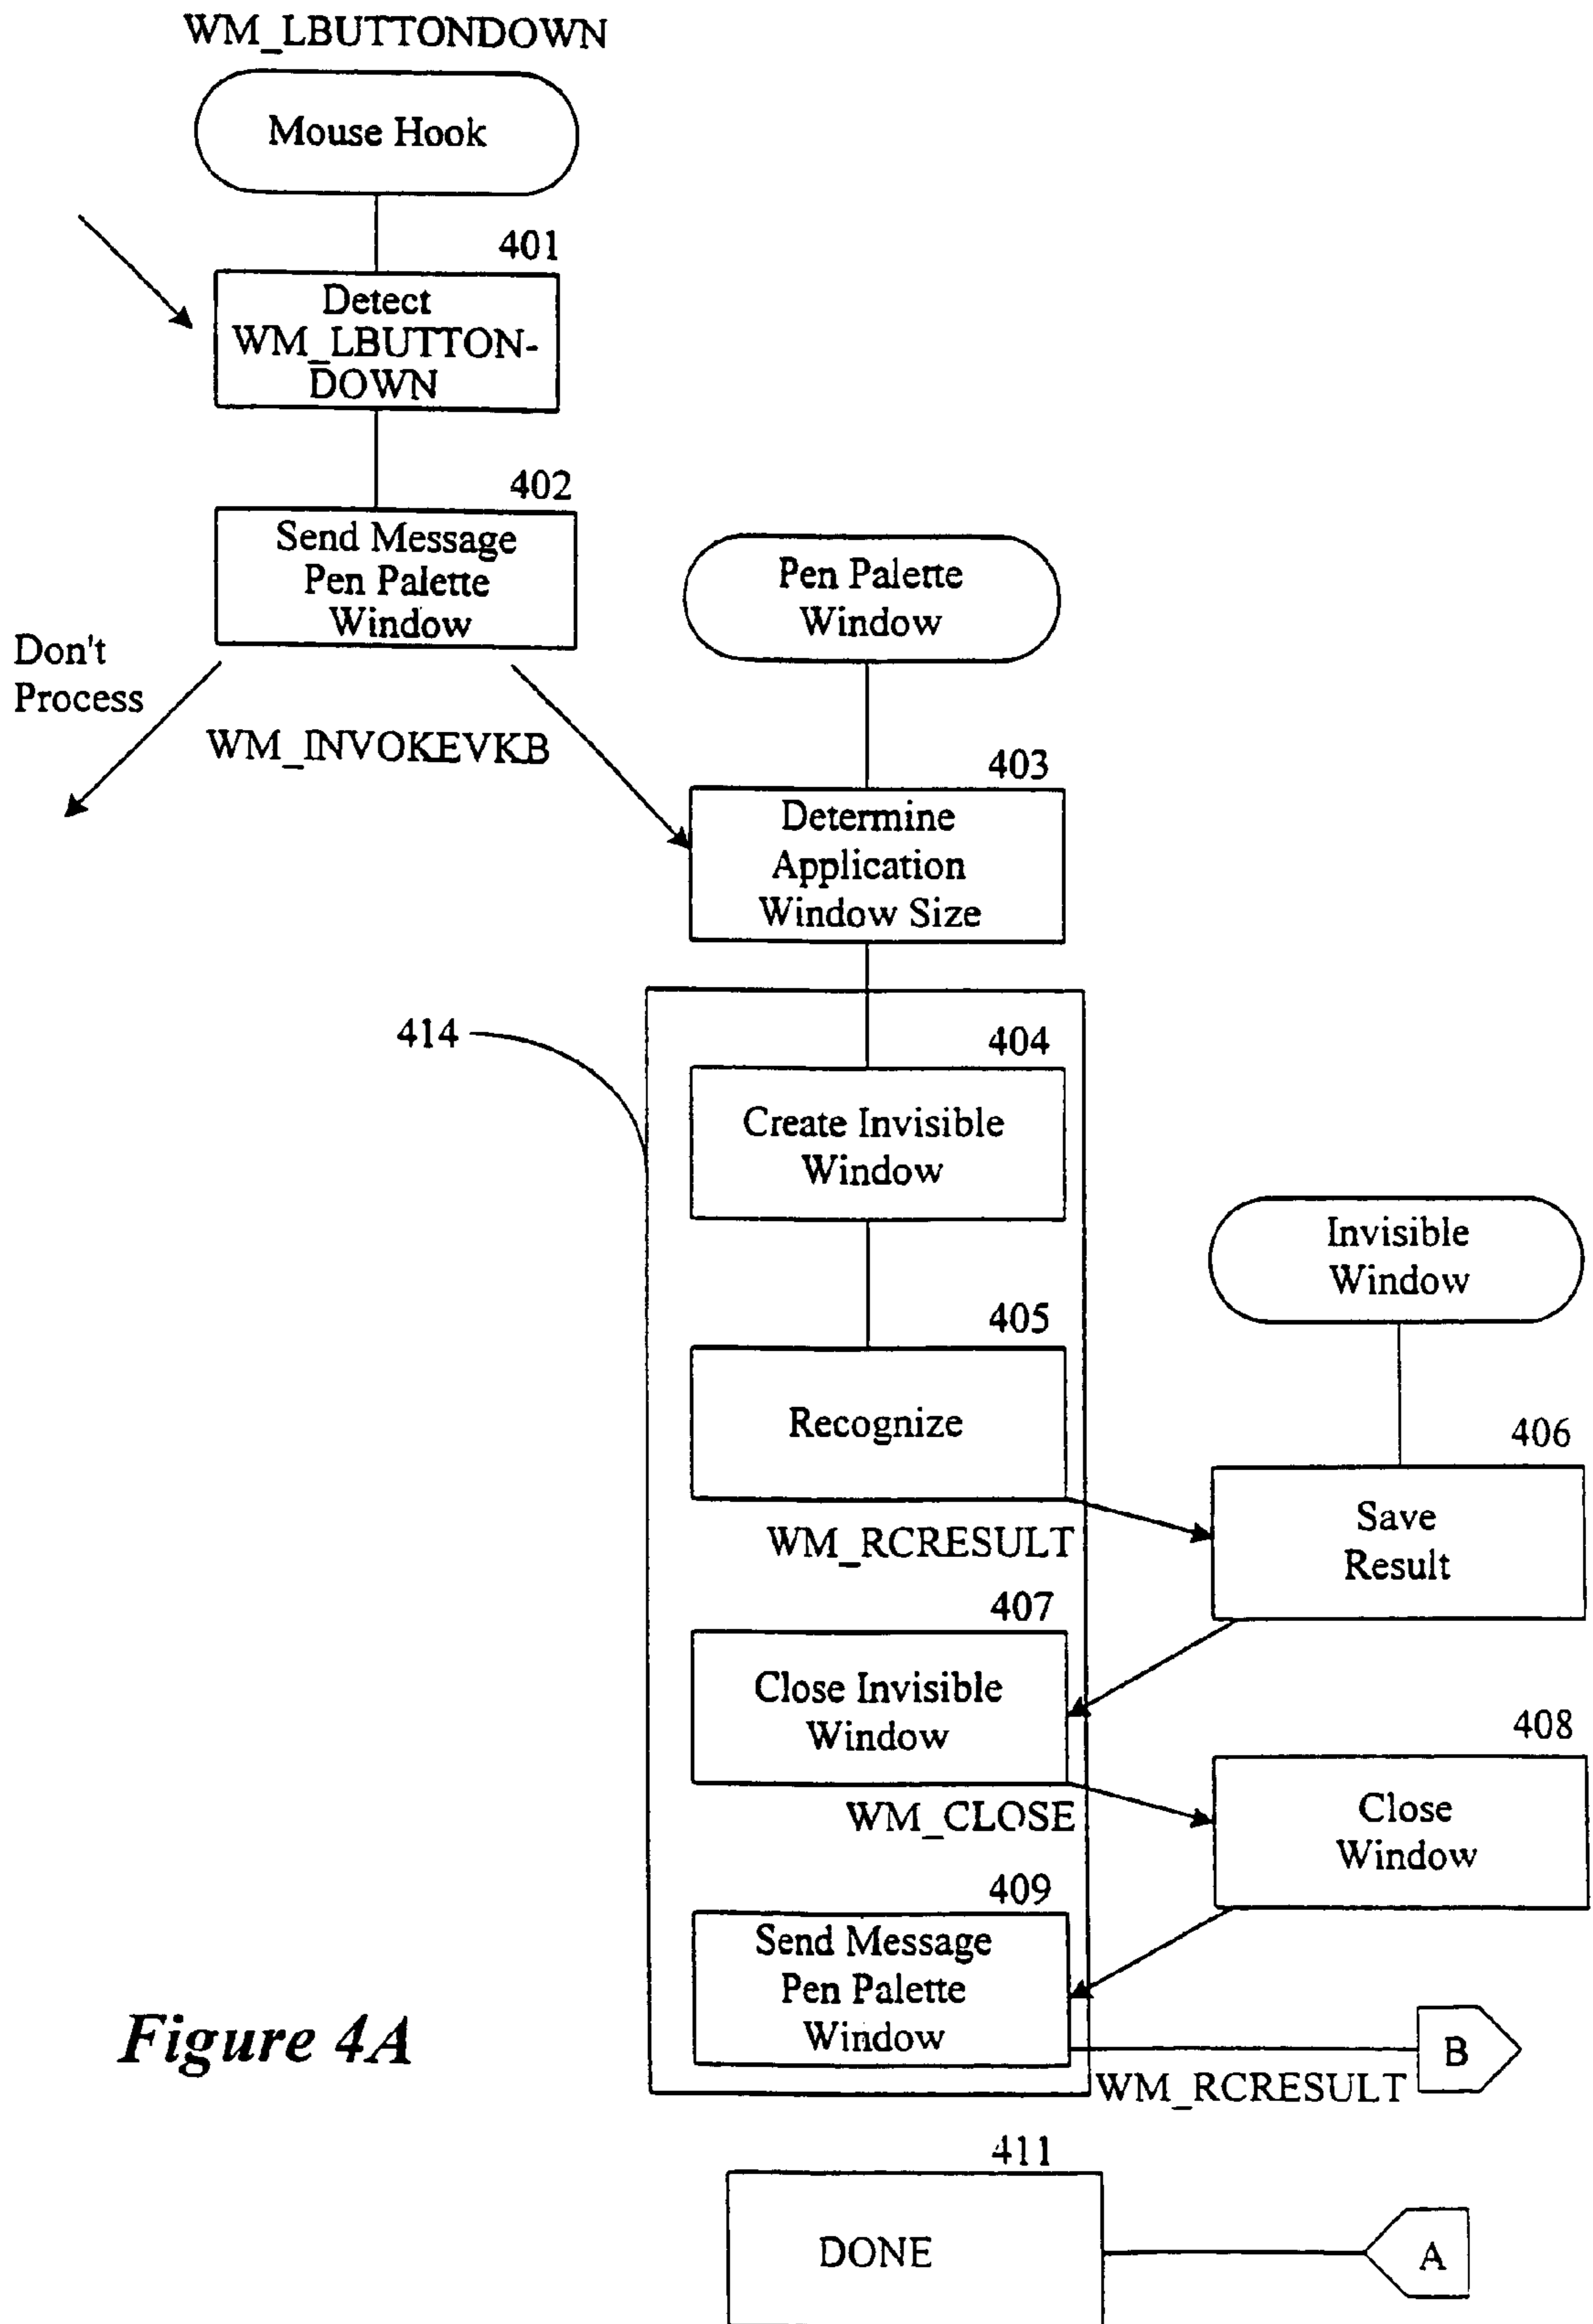 WM_LBUTTONDOWN
Mouse Hook
401
Detect
WM_LBUTTON-
DOWN
402
Send Message
Pen Palette
Window
Don't
Process
WM_INVOKEVKB
Pen Palette
Window
403
Determine
Application
Window Size
414
404
Create Invisible
Window
405
Recognize
WM_RCRESULT
Invisible
Window
406
Save
Result
407
Close Invisible
Window
WM_CLOSE
408
Close
Window
409
Send Message
Pen Palette
Window
WM_RCRESULT
B
411
DONE
A
Figure 4A